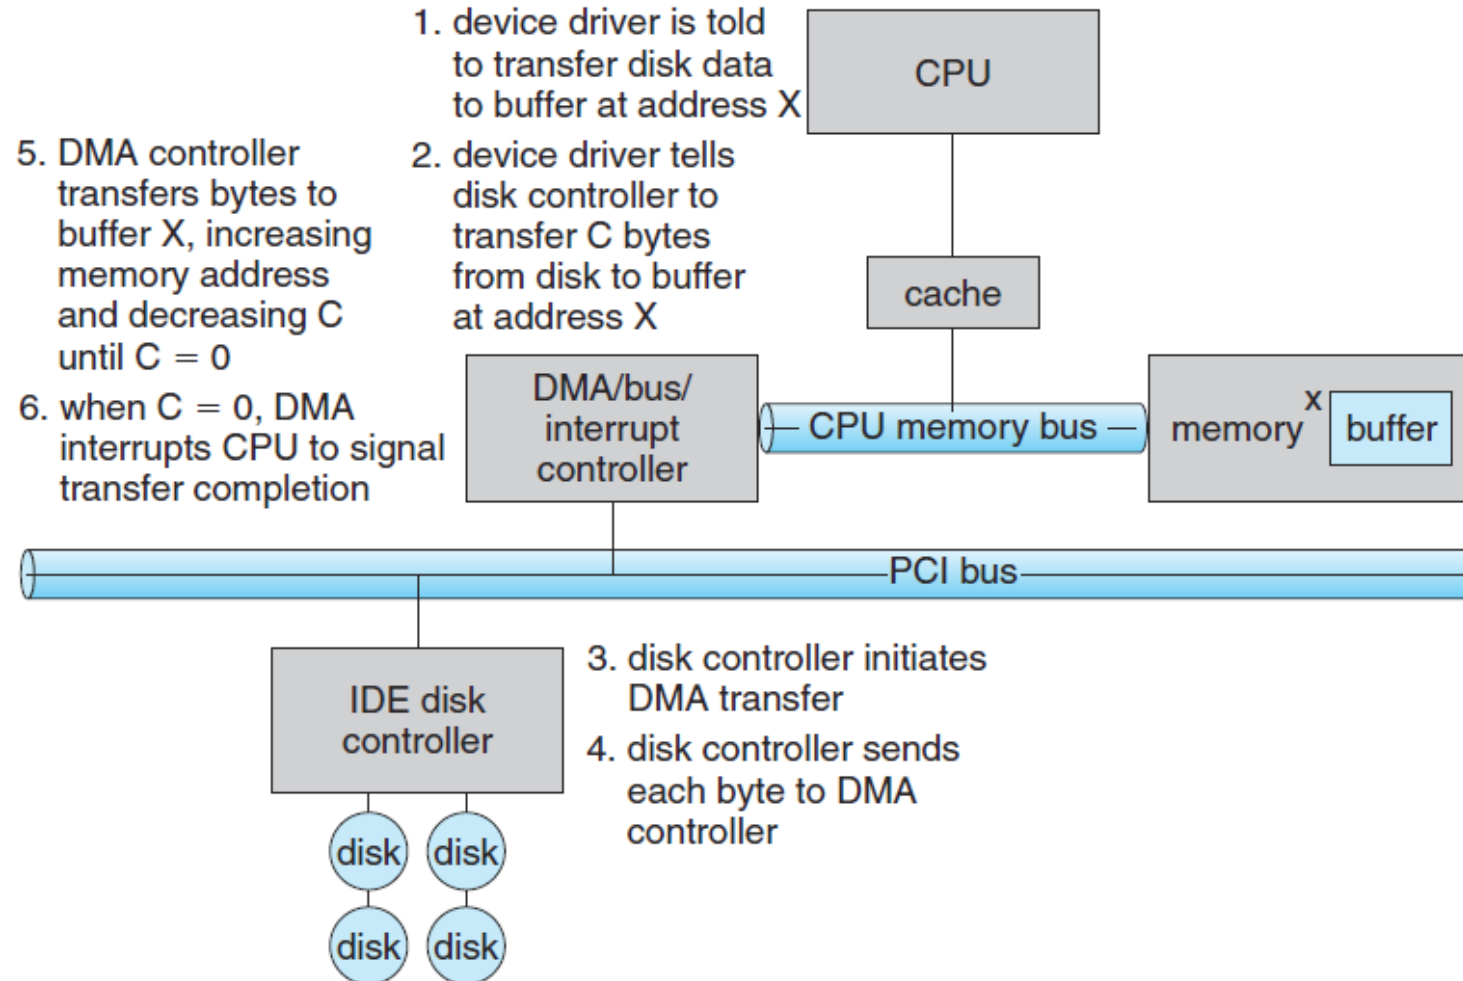 1. device driver is told
to transfer disk data
to buffer at address X
CPU
5. DMA controller
transfers bytes to
buffer X, increasing
memory address
and decreasing C
until C = 0
2. device driver tells
disk controller to
transfer C bytes
from disk to buffer
at address X
cache
6. when C = 0, DMA
interrupts CPU to signal
transfer completion
DMA/bus/
interrupt
controller
CPU memory bus
memory
x
buffer
PCI bus
IDE disk
controller
3. disk controller initiates
DMA transfer
4. disk controller sends
each byte to DMA
controller
disk
disk
disk
disk